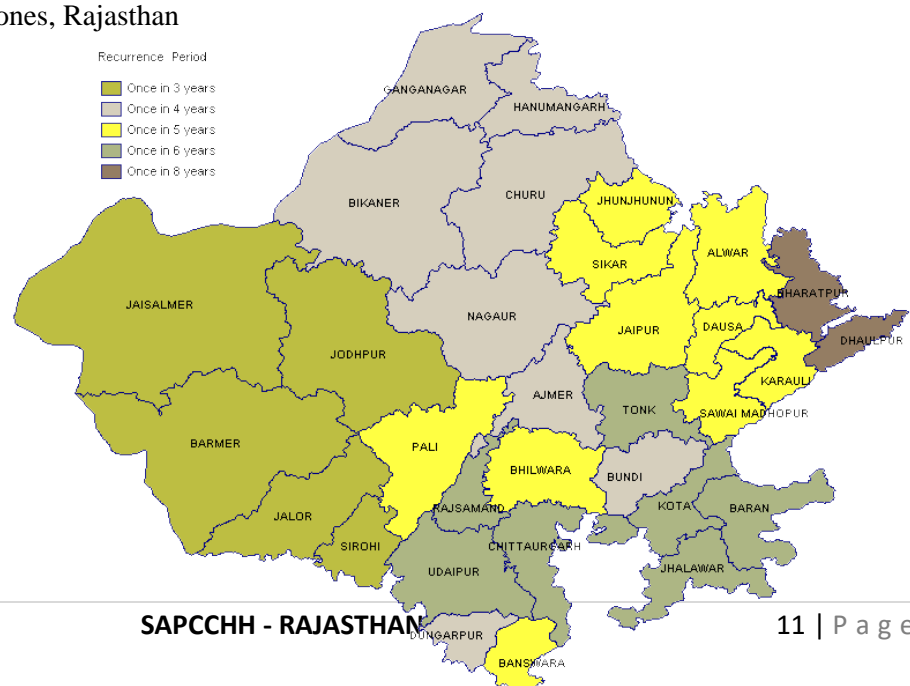 ones, Rajasthan
Recurrence Period
Once in 3 years
Once in 4 years
Once in 5 years
Once in 6 years
Once in 8 years
GANGANAGAR
HANUMANGARH
BIKANER
CHURU
JHUNJHUNUN
SIKAR
ALWAR
JAISALMER
BHARATPUR
NAGAUR
JAIPUR
DAUSA
JODHPUR
DHAULPUR
KARAULI
AJMER
TONK
SAWAI MADHOPUR
BARMER
PALI
BHILWARA
BUNDI
RAJSAMAND
KOTA
BARAN
JALOR
SIROHI
CHITTAURGARH
UDAIPUR
JHALAWAR
SAPCCHH - RAJASTHAN
11 | Page
DUNGARPUR
BANSWARA